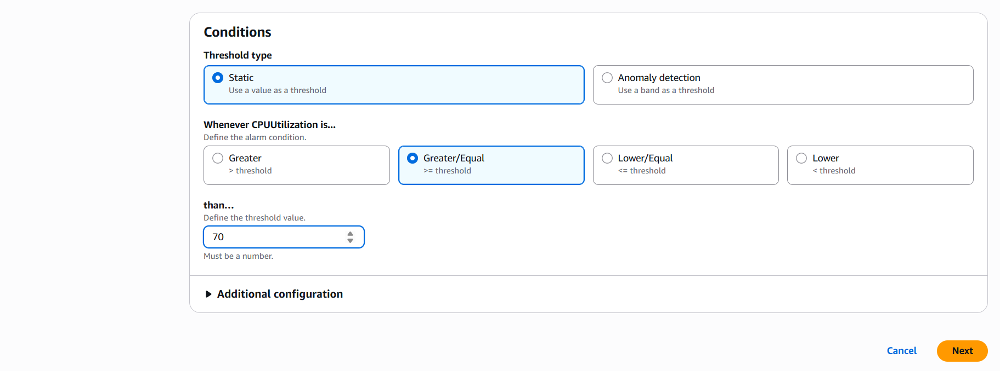 Conditions
Threshold type
Static
Use a value as a threshold
Anomaly detection
Use a band as a threshold
Whenever CPUUtilization is...
Define the alarm condition.
Greater
> threshold
Greater/Equal
>= threshold
Lower/Equal
<= threshold
Lower
< threshold
than...
Define the threshold value.
70
Must be a number.
Additional configuration
Cancel
Next